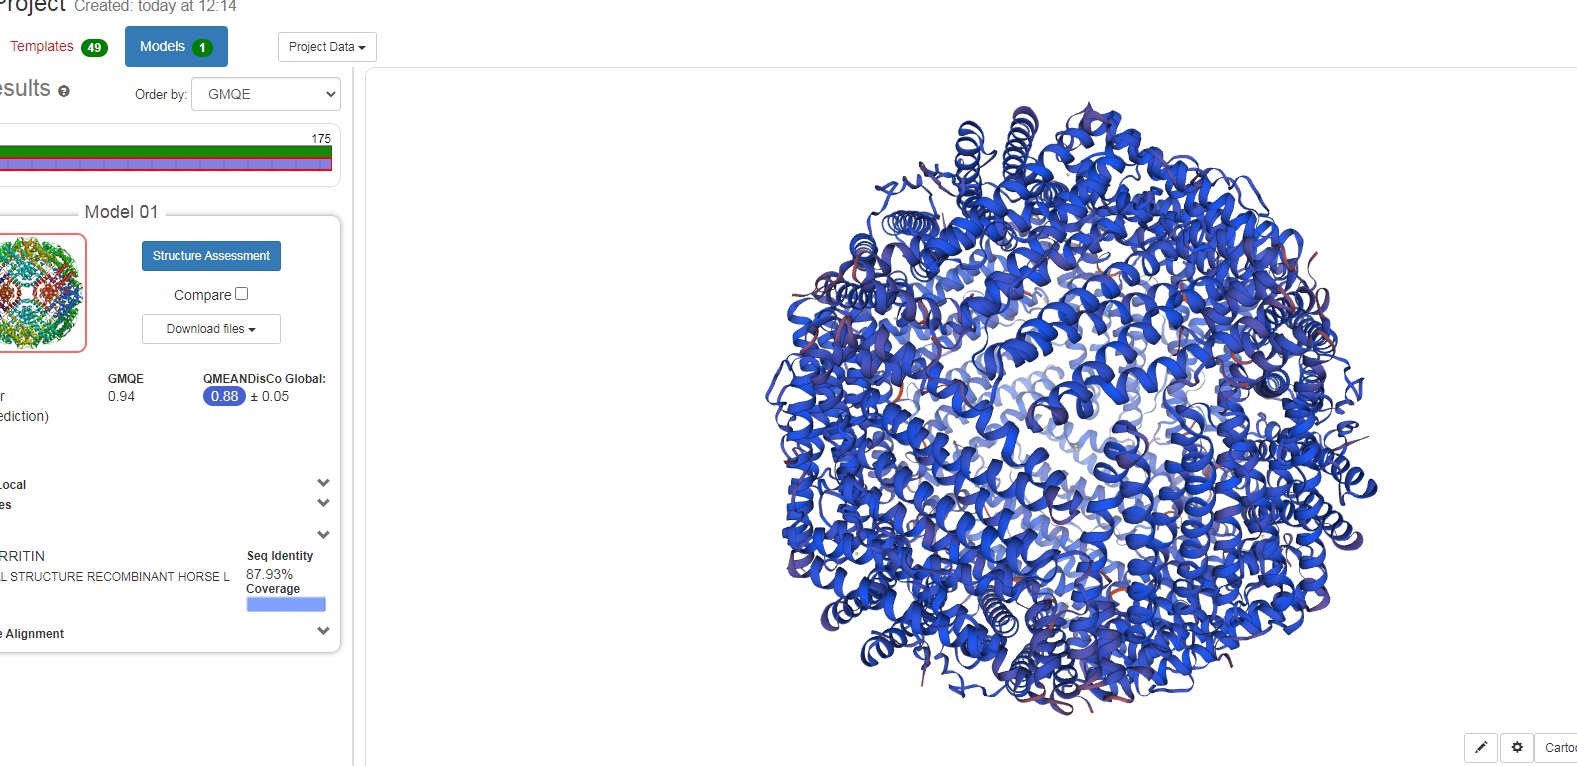 Project Created: today at 12:14
Templates 49 Models 1 Project Data
esults
Order by: GMQE
175
Model 01
Structure Assessment
Compare
Download files
GMQE QMEANDisCo Global:
r 0.94 0.88 ± 0.05
ediction)
Local
es
RRITIN Seq Identity
L STRUCTURE RECOMBINANT HORSE L 87.93%
Coverage
e Alignment
Cartoo